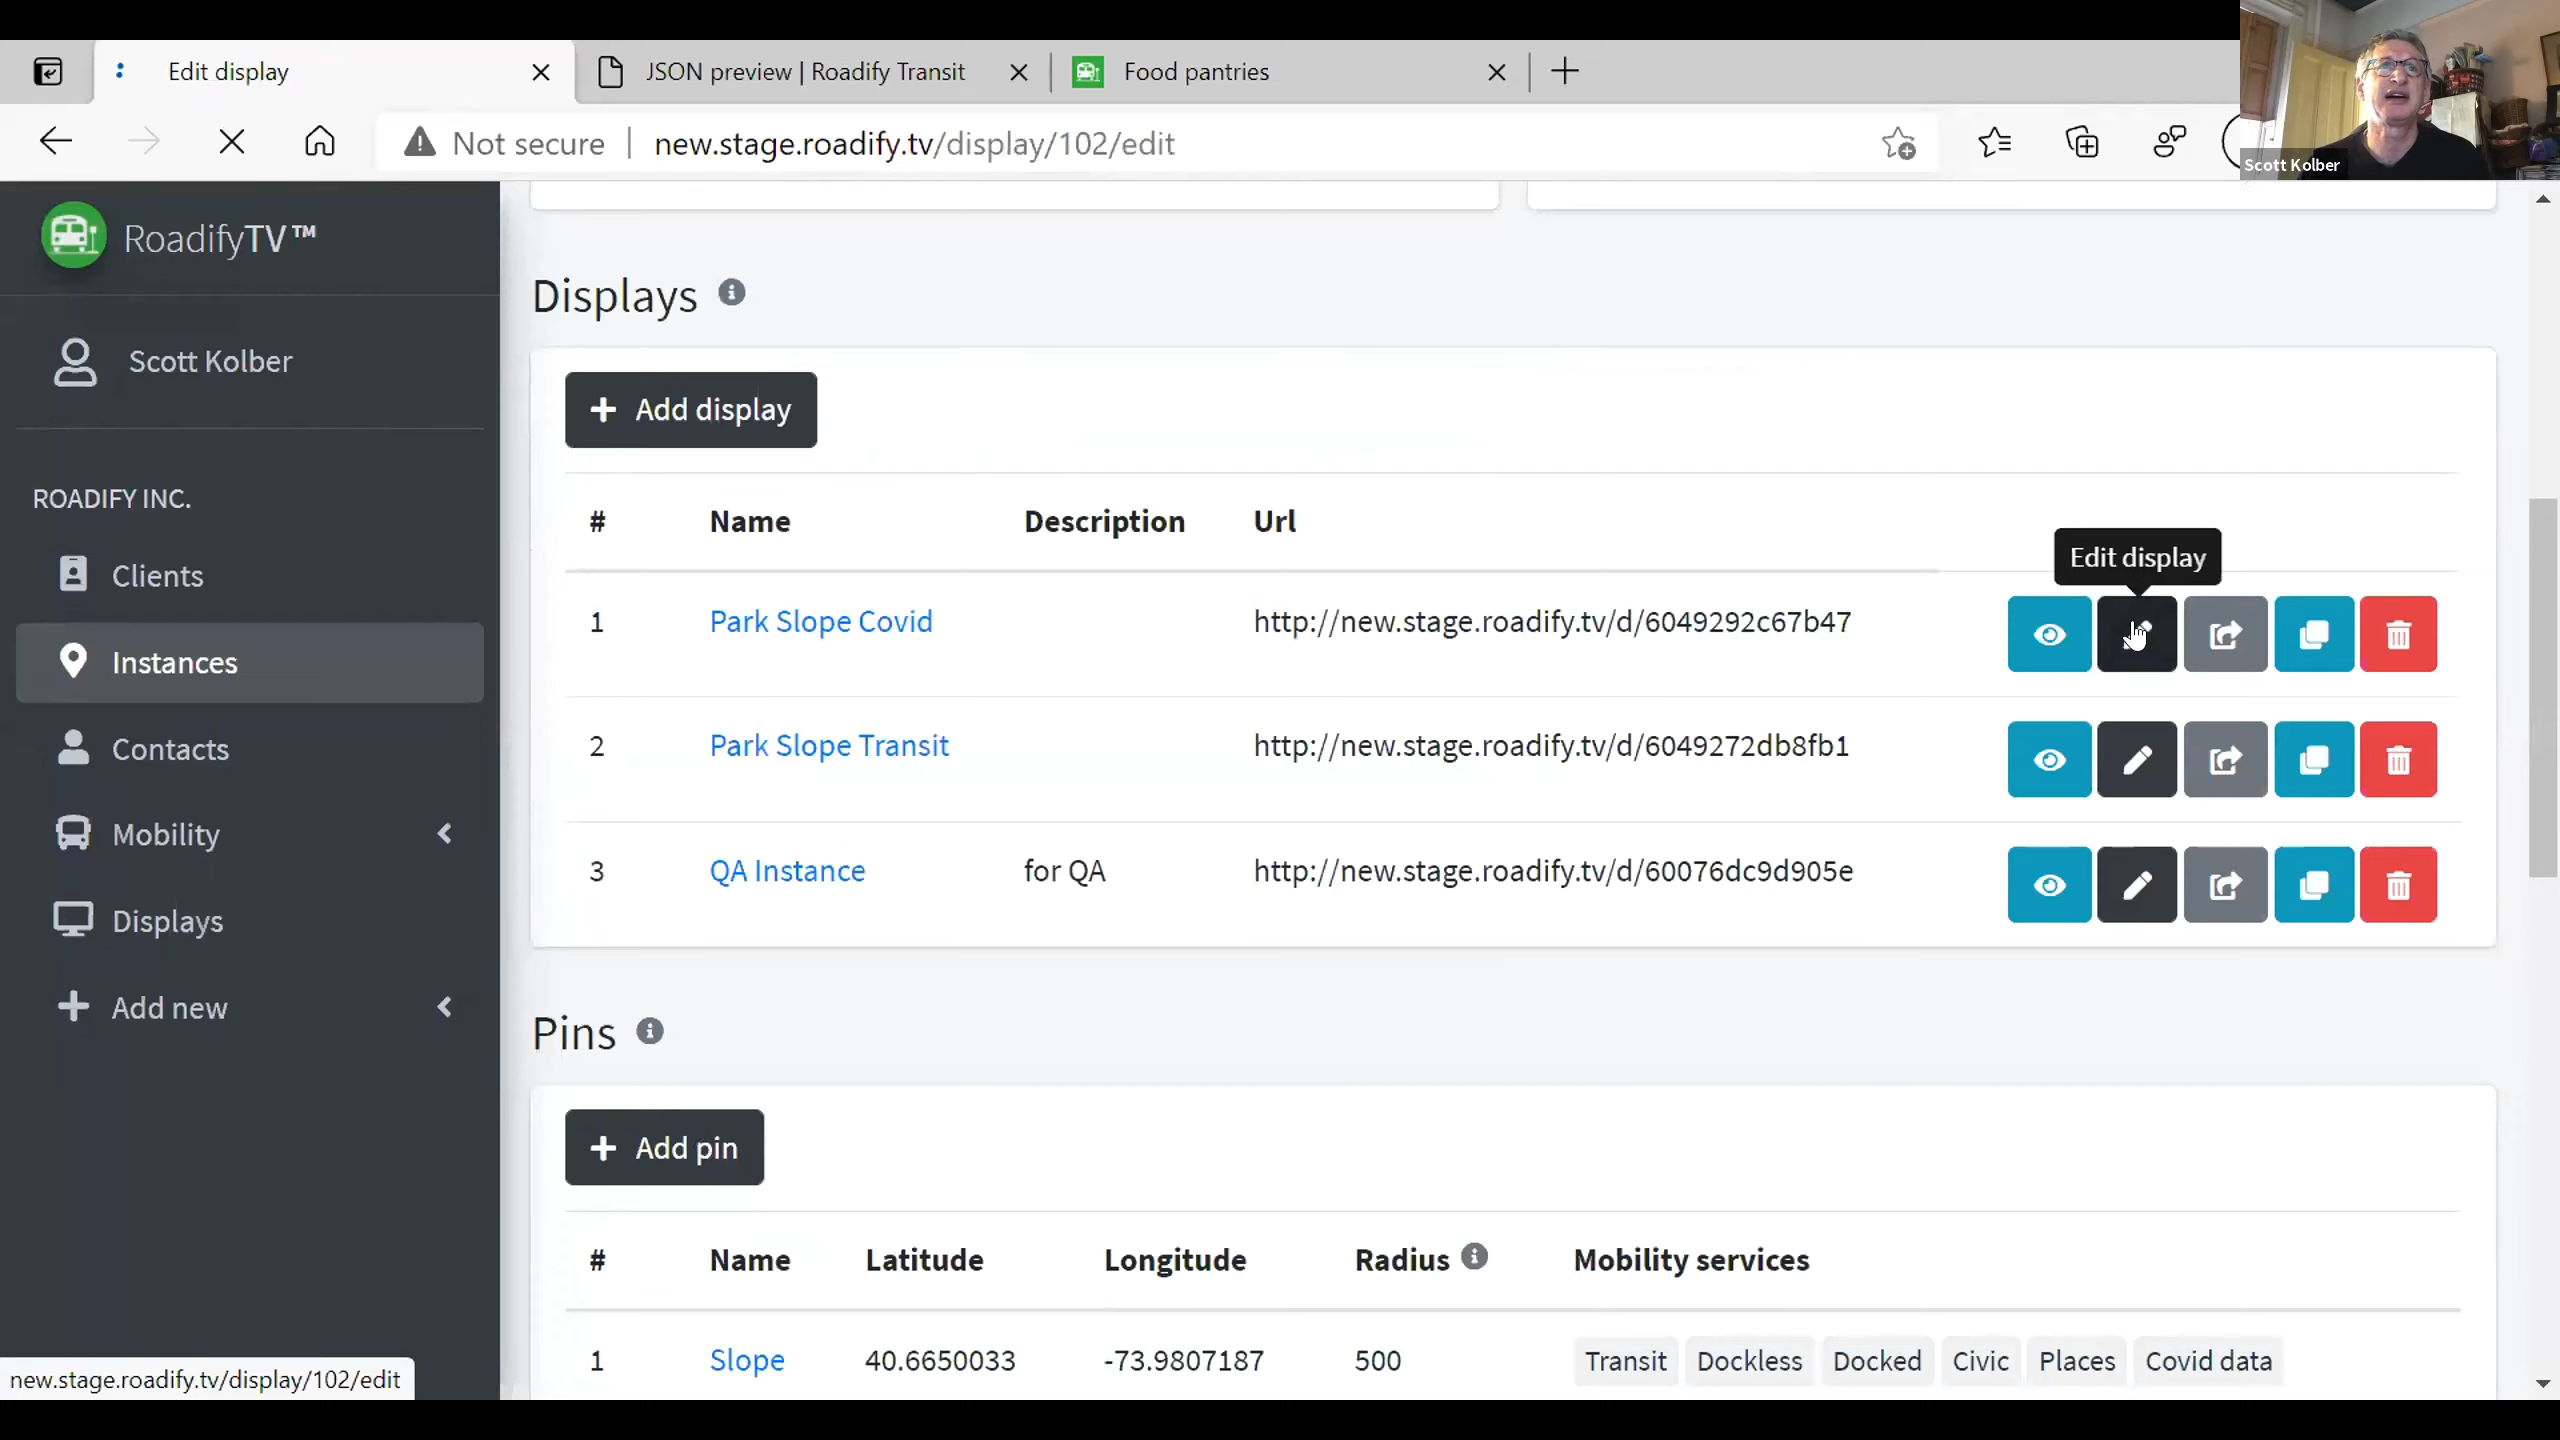 Edit display
JSON preview | Roadify Transit
Food pantries
Not secure
new.stage.roadify.tv/display/102/edit
Scott Kolber
RoadifyTV™
Scott Kolber
ROADIFY INC.
Clients
Instances
Contacts
Mobility
Displays
Add new
Displays
Add display
# Name Description Url
Edit display
1 Park Slope Covid http://new.stage.roadify.tv/d/6049292c67b47
2 Park Slope Transit http://new.stage.roadify.tv/d/6049272db8fb1
3 QA Instance for QA http://new.stage.roadify.tv/d/60076dc9d905e
Pins
Add pin
# Name Latitude Longitude Radius Mobility services
1 Slope 40.6650033 -73.9807187 500 Transit Dockless Docked Civic Places Covid data
new.stage.roadify.tv/display/102/edit